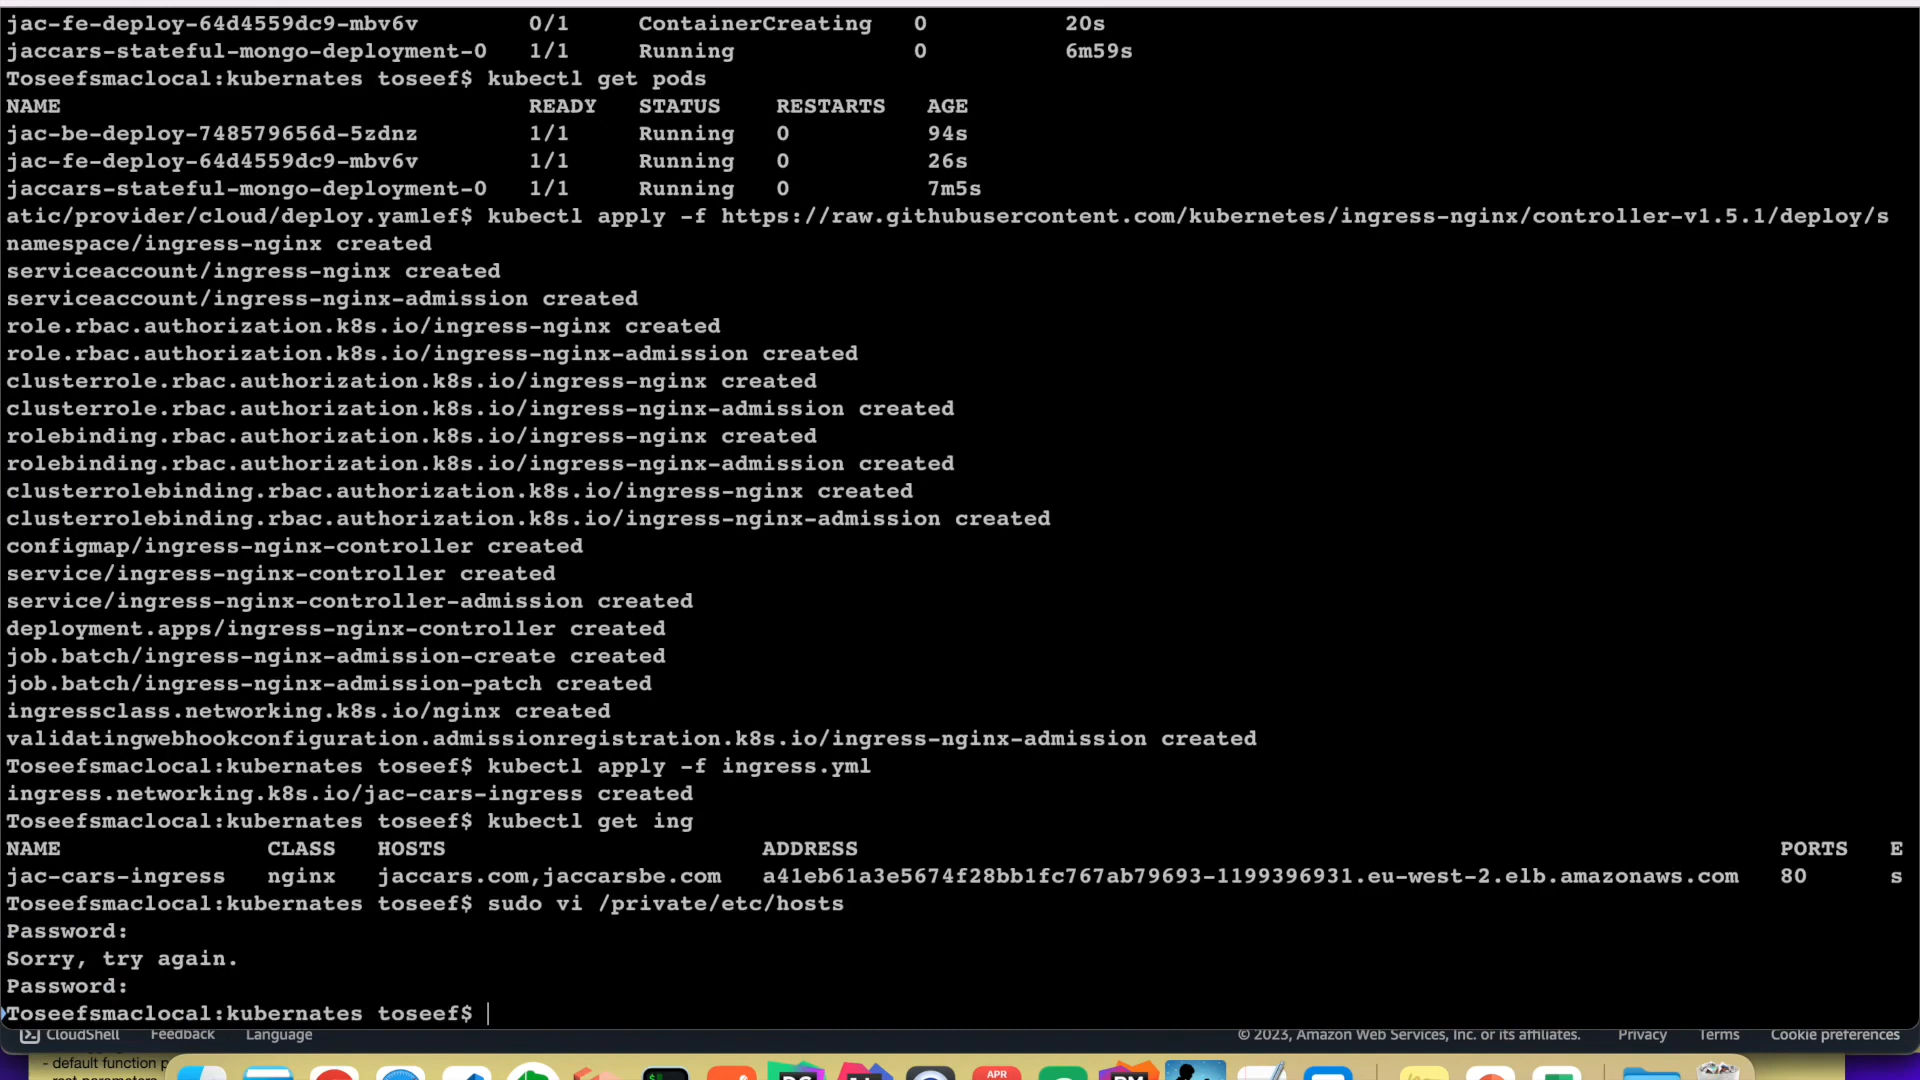 jac-fe-deploy-64d4559dc9-mbv6v 0/1 ContainerCreating 0 20s
jaccars-stateful-mongo-deployment-0 1/1 Running 0 6m59s
Toseefsmaclocal:kubernates toseef$ kubectl get pods
NAME READY STATUS RESTARTS AGE
jac-be-deploy-748579656d-5zdnz 1/1 Running 0 94s
jac-fe-deploy-64d4559dc9-mbv6v 1/1 Running 0 26s
jaccars-stateful-mongo-deployment-0 1/1 Running 0 7m5s
atic/provider/cloud/deploy.yamlef$ kubectl apply -f https://raw.githubusercontent.com/kubernetes/ingress-nginx/controller-v1.5.1/deploy/s
namespace/ingress-nginx created
serviceaccount/ingress-nginx created
serviceaccount/ingress-nginx-admission created
role.rbac.authorization.k8s.io/ingress-nginx created
role.rbac.authorization.k8s.io/ingress-nginx-admission created
clusterrole.rbac.authorization.k8s.io/ingress-nginx created
clusterrole.rbac.authorization.k8s.io/ingress-nginx-admission created
rolebinding.rbac.authorization.k8s.io/ingress-nginx created
rolebinding.rbac.authorization.k8s.io/ingress-nginx-admission created
clusterrolebinding.rbac.authorization.k8s.io/ingress-nginx created
clusterrolebinding.rbac.authorization.k8s.io/ingress-nginx-admission created
configmap/ingress-nginx-controller created
service/ingress-nginx-controller created
service/ingress-nginx-controller-admission created
deployment.apps/ingress-nginx-controller created
job.batch/ingress-nginx-admission-create created
job.batch/ingress-nginx-admission-patch created
ingressclass.networking.k8s.io/nginx created
validatingwebhookconfiguration.admissionregistration.k8s.io/ingress-nginx-admission created
Toseefsmaclocal:kubernates toseef$ kubectl apply -f ingress.yml
ingress.networking.k8s.io/jac-cars-ingress created
Toseefsmaclocal:kubernates toseef$ kubectl get ing
NAME CLASS HOSTS ADDRESS PORTS E
jac-cars-ingress nginx jaccars.com,jaccarsbe.com a41eb61a3e5674f28bb1fc767ab79693-1199396931.eu-west-2.elb.amazonaws.com 80 s
Toseefsmaclocal:kubernates toseef$ sudo vi /private/etc/hosts
Password:
Sorry, try again.
Password:
Toseefsmaclocal:kubernates toseef$
CloudShell Feedback Language © 2023, Amazon Web Services, Inc. or its affiliates. Privacy Terms Cookie preferences
- default function p
APR